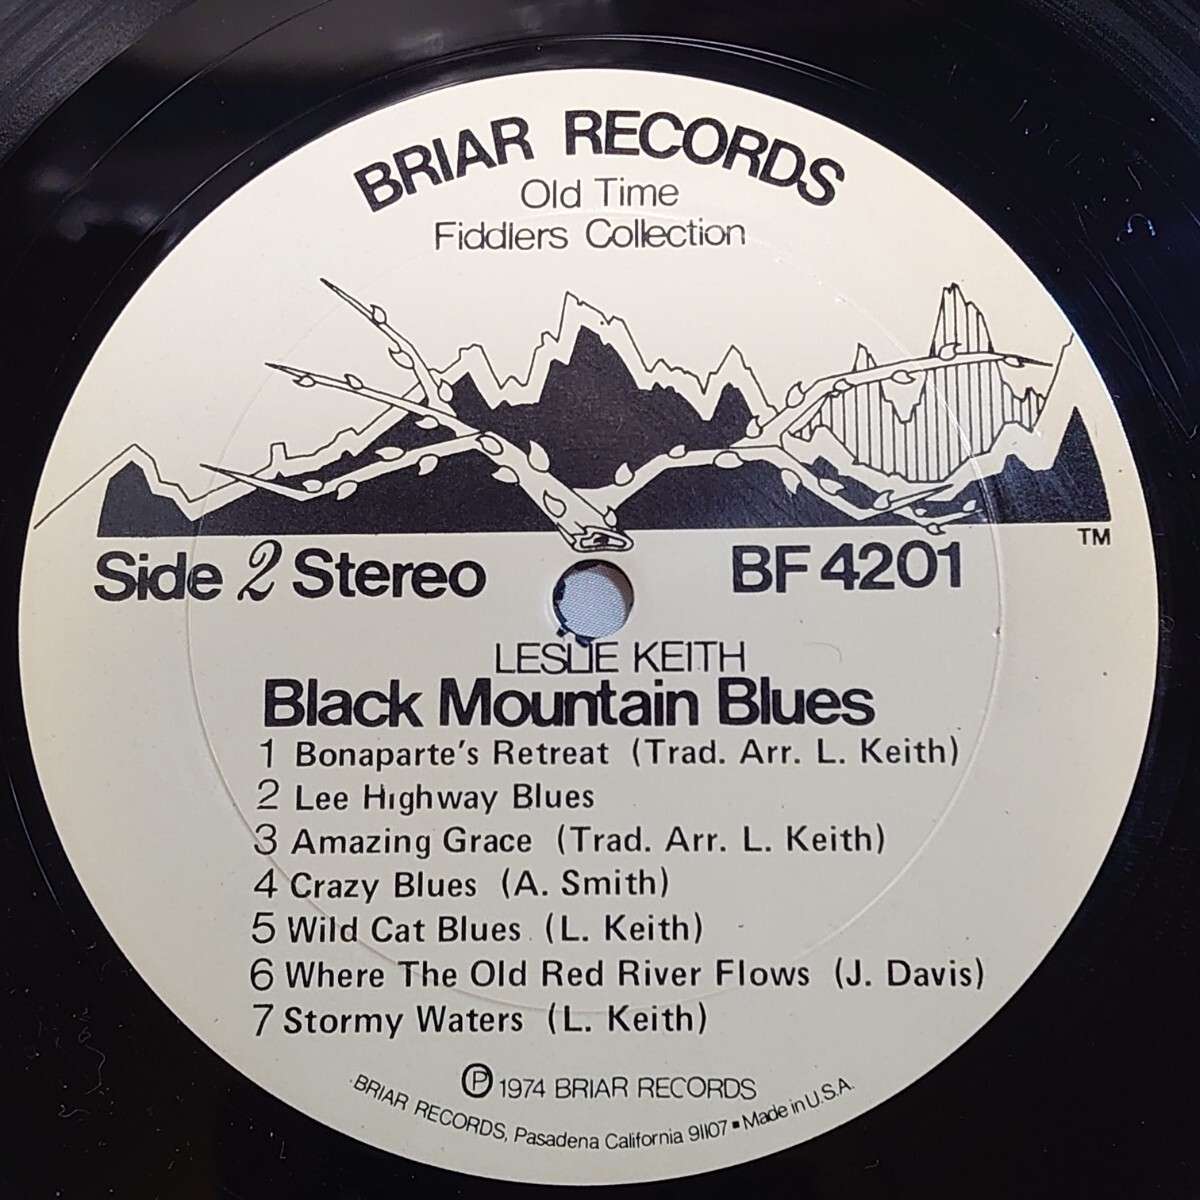 BRIAR RECORDS
Old Time
Fiddlers Collection
TM
Side 2 Stereo BF 4201
LESLIE KEITH
Black Mountain Blues
1 Bonaparte's Retreat (Trad. Arr. L. Keith)
2 Lee Highway Blues
3 Amazing Grace (Trad. Arr. L. Keith)
4 Crazy Blues (A. Smith)
5 Wild Cat Blues (L. Keith)
6 Where The Old Red River Flows (J. Davis)
7 Stormy Waters (L. Keith)
Ⓟ 1974 BRIAR RECORDS
BRIAR RECORDS, Pasadena California 91107 ▪ Made in U.S.A.